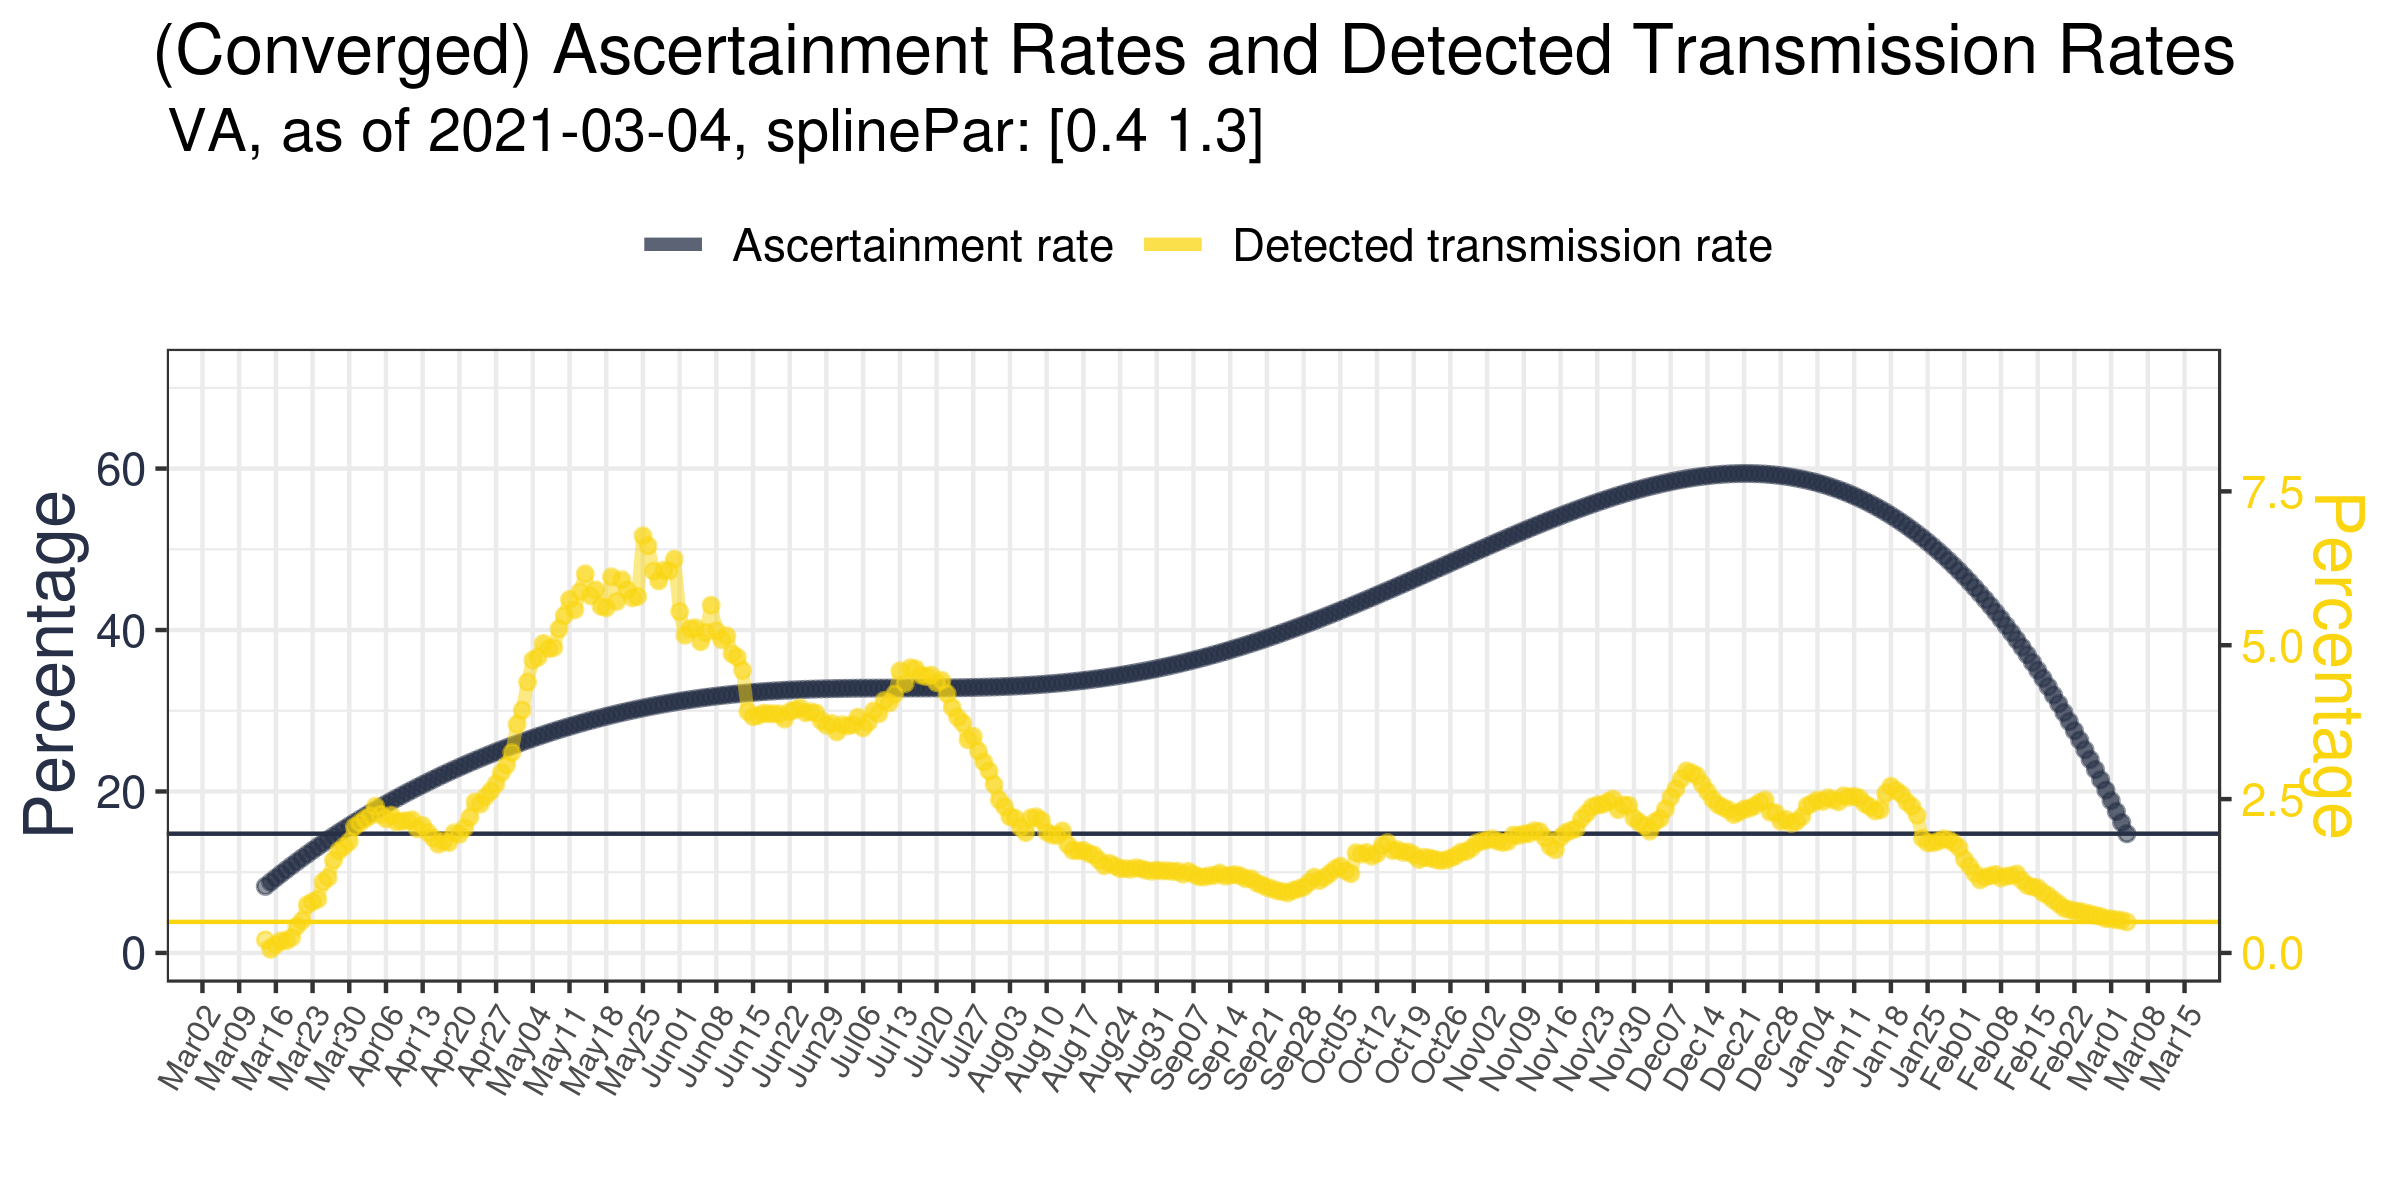 (Converged) Ascertainment Rates and Detected Transmission Rates
VA, as of 2021-03-04, splinePar: [0.4 1.3]
Ascertainment rate
Detected transmission rate
Percentage
60
40
20
0
7.5
5.0
2.5
0.0
Percentage
Mar02
Mar09
Mar16
Mar23
Mar30
Apr06
Apr13
Apr20
Apr27
May04
May11
May18
May25
Jun01
Jun08
Jun15
Jun22
Jun29
Jul06
Jul13
Jul20
Jul27
Aug03
Aug10
Aug17
Aug24
Aug31
Sep07
Sep14
Sep21
Sep28
Oct05
Oct12
Oct19
Oct26
Nov02
Nov09
Nov16
Nov23
Nov30
Dec07
Dec14
Dec21
Dec28
Jan04
Jan11
Jan18
Jan25
Feb01
Feb08
Feb15
Feb22
Mar01
Mar08
Mar15